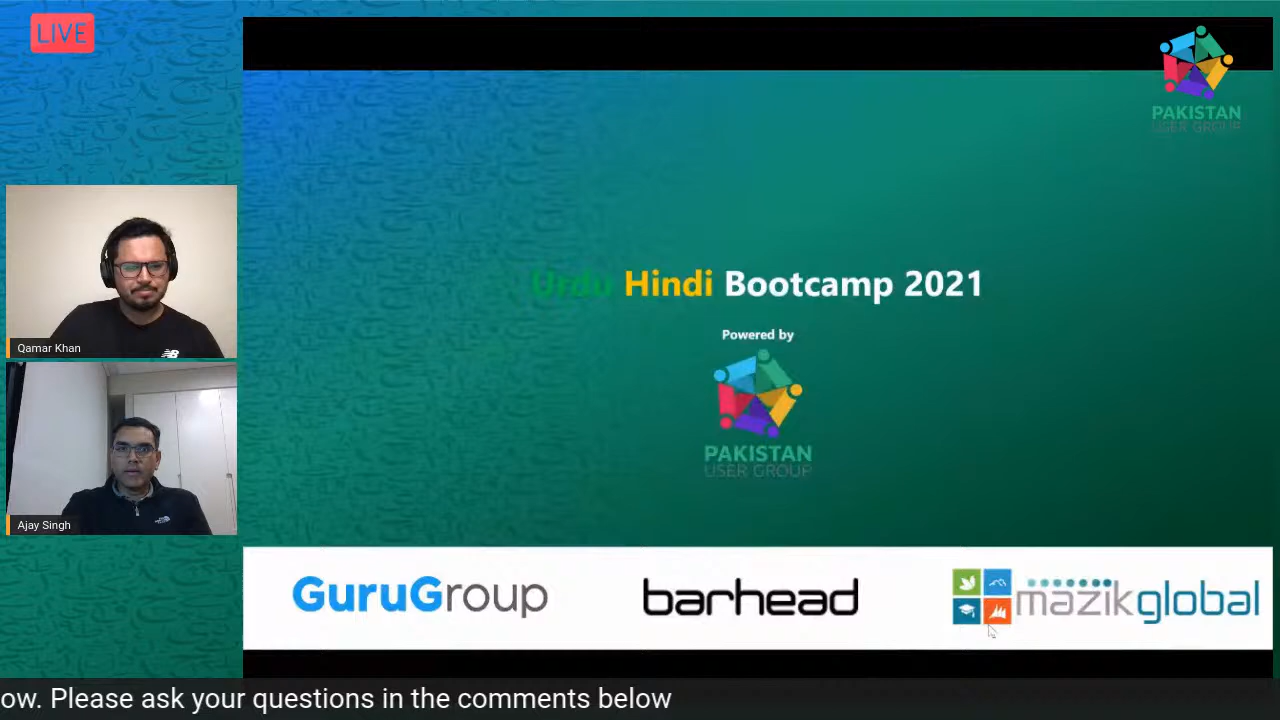 LIVE
PAKISTAN
USER GROUP
Urdu Hindi Bootcamp 2021
Powered by
PAKISTAN
USER GROUP
Qamar Khan
Ajay Singh
GuruGroup
barhead
mazikglobal
ow. Please ask your questions in the comments below